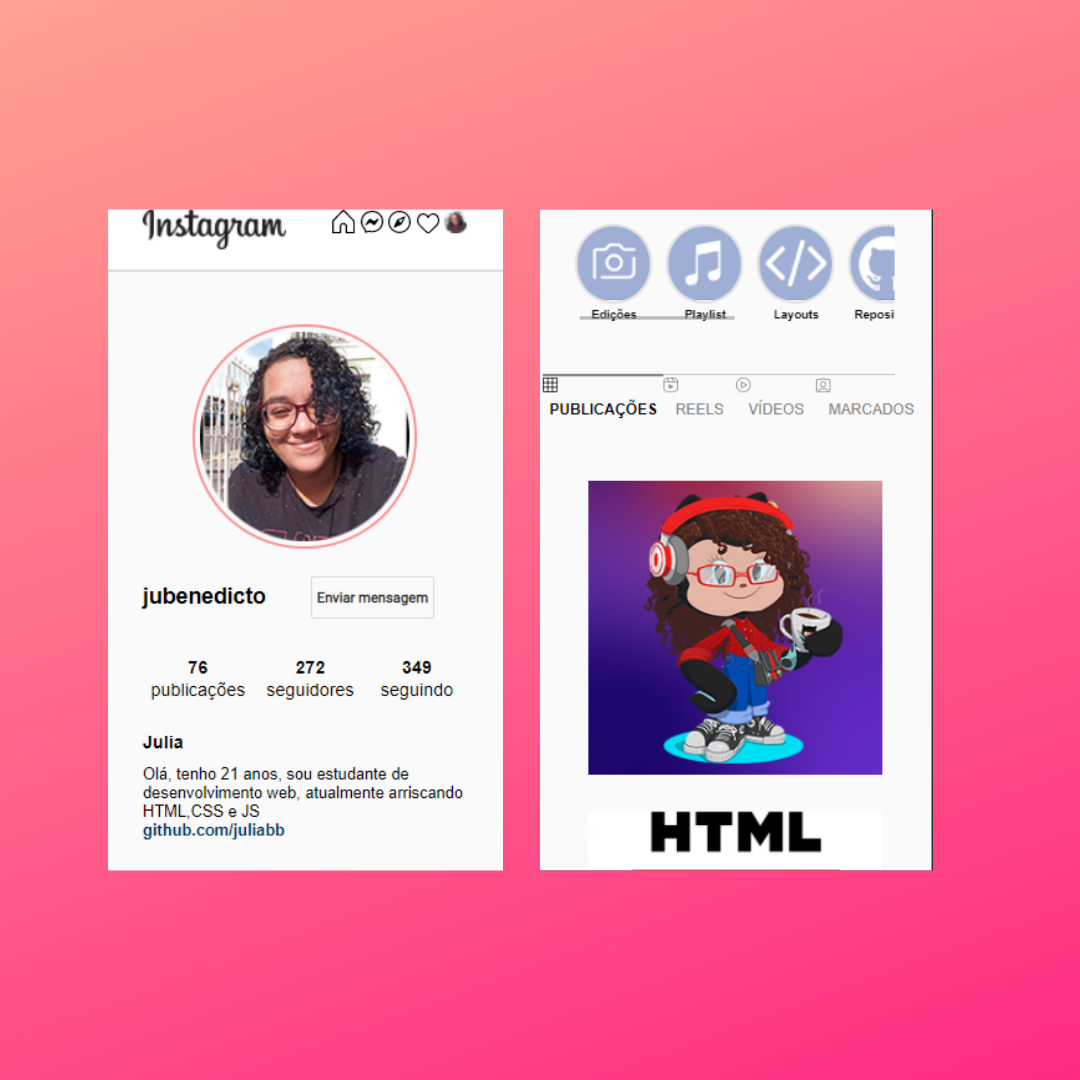 Instagram
jubenedicto
Enviar mensagem
76
publicações
272
seguidores
349
seguindo
Julia
Olá, tenho 21 anos, sou estudante de
desenvolvimento web, atualmente arriscando
HTML,CSS e JS
github.com/juliabb
Edições
Playlist
Layouts
Reposi
PUBLICAÇÕES
REELS
VÍDEOS
MARCADOS
HTML